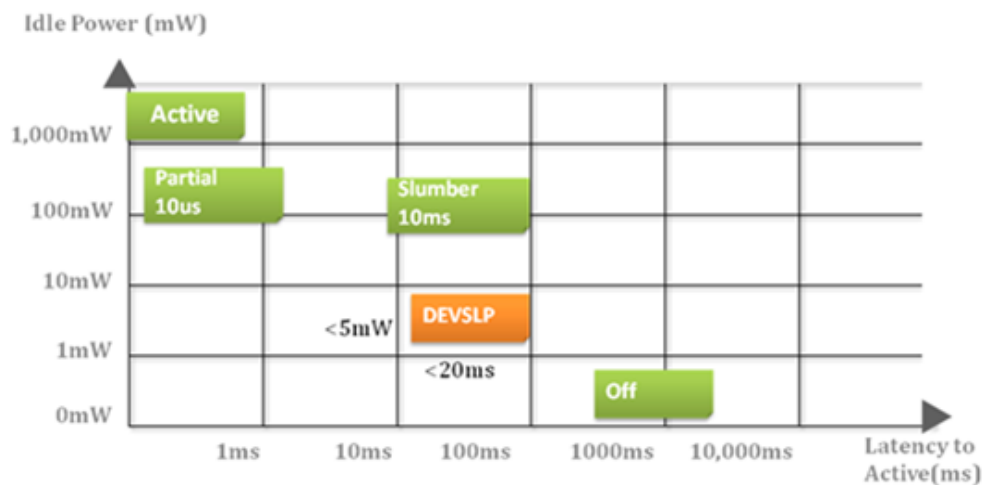 Idle Power (mW)
Active
1,000mW
Partial
10us
Slumber
10ms
100mW
10mW
DEVSLP
<5mW
1mW
<20ms
Off
0mW
1ms
10ms
100ms
1000ms
10,000ms
Latency to
Active(ms)